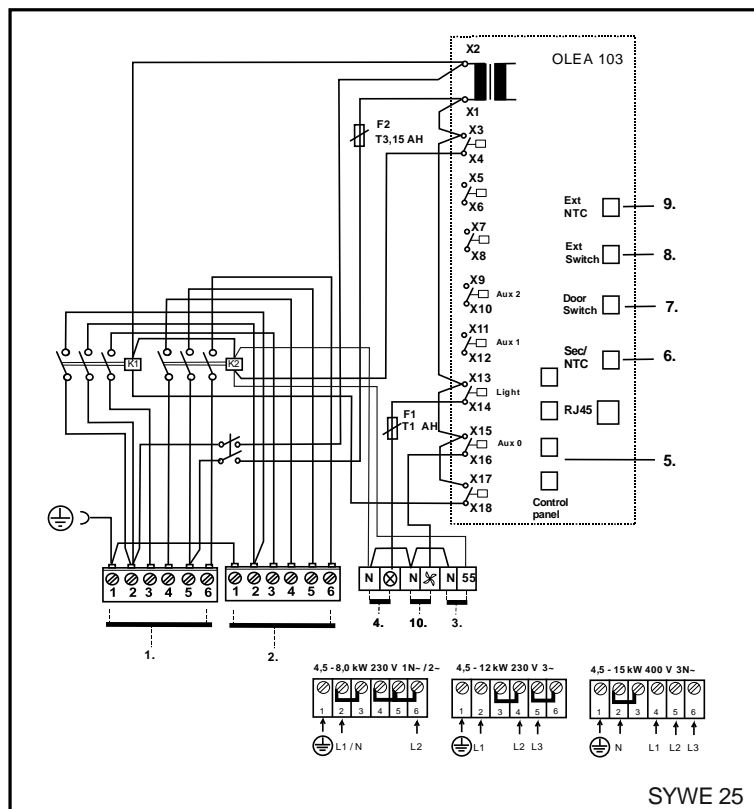 X2
OLEA 103
X1
F2
T3,15 AH
X3
X4
X5
X6
Ext
NTC
9.
X7
X8
Ext
Switch
8.
X9
X10
Aux 2
Door
Switch
7.
X11
X12
Aux 1
Sec/
NTC
6.
K1
K2
X13
X14
Light
RJ45
F1
T1 AH
X15
X16
Aux 0
5.
X17
X18
Control
panel
1 2 3 4 5 6
1 2 3 4 5 6
N N N 55
1.
2.
4. 10. 3.
4,5 - 8,0 kW 230 V 1N~ / 2~
1 2 3 4 5 6
L1 / N L2
4,5 - 12 kW 230 V 3~
1 2 3 4 5 6
L1 L2 L3
4,5 - 15 kW 400 V 3N~
1 2 3 4 5 6
N L1 L2 L3
SYWE 25